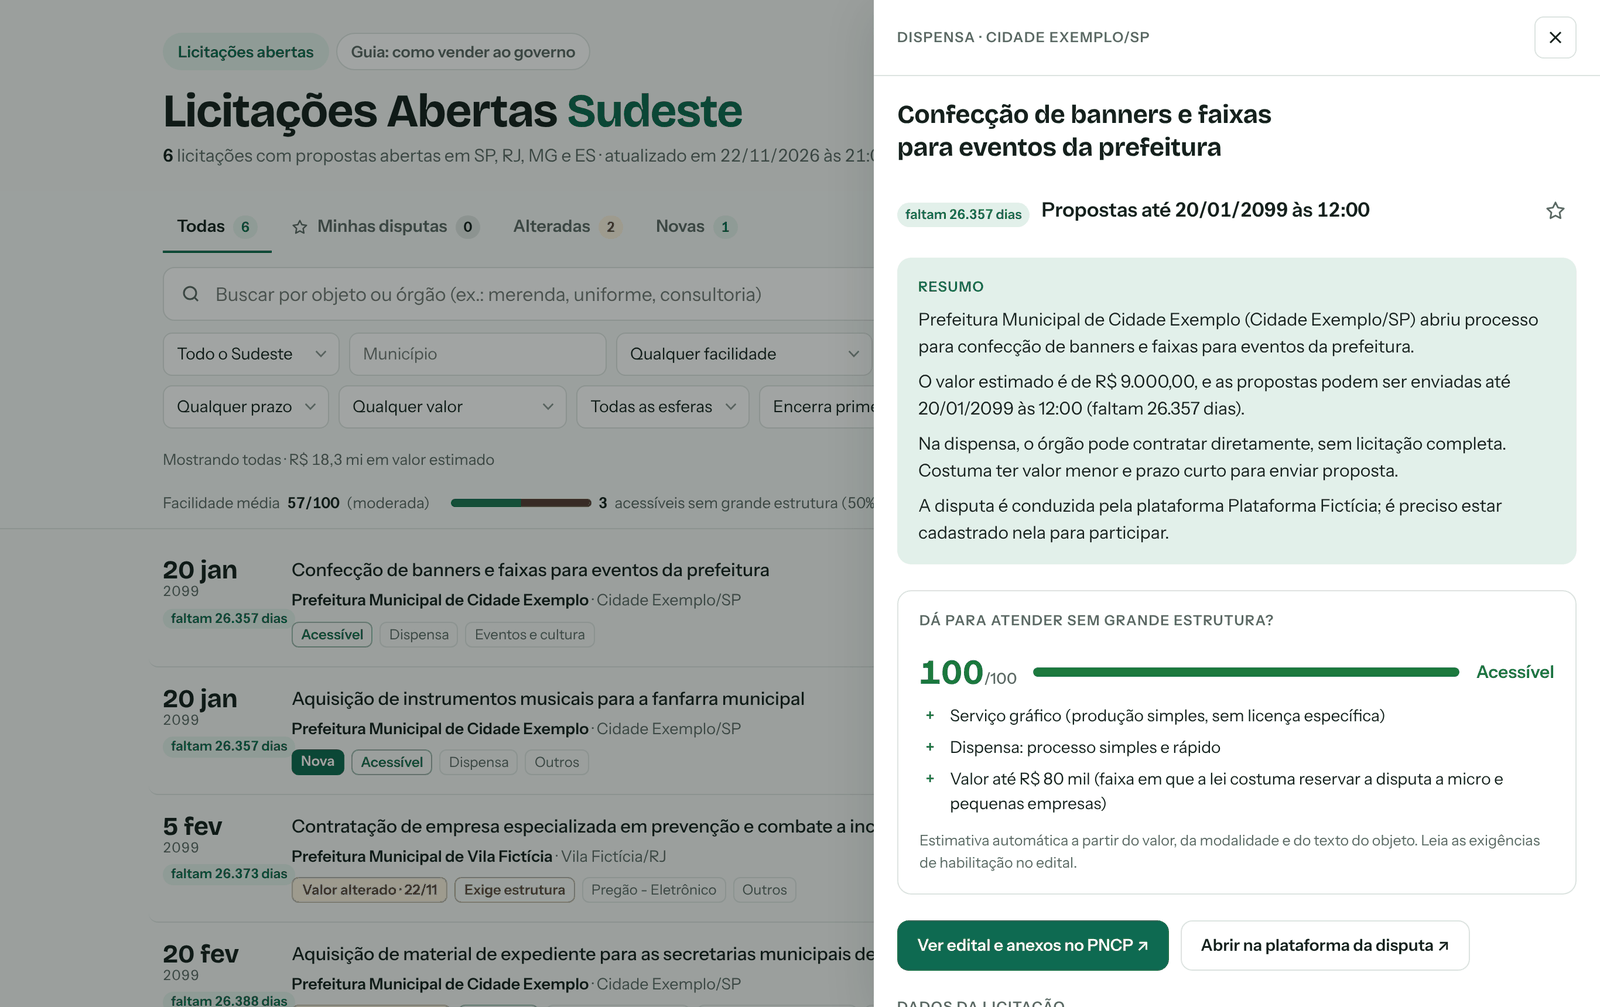 Licitações abertas
Guia: como vender ao governo
Licitações Abertas Sudeste
6 licitações com propostas abertas em SP, RJ, MG e ES · atualizado em 22/11/2026 às
Todas 6
Minhas disputas 0
Alteradas 2
Novas 1
Buscar por objeto ou órgão (ex.: merenda, uniforme, consultoria)
Todo o Sudeste
Município
Qualquer facilidade
Qualquer prazo
Qualquer valor
Todas as esferas
Encerra
Mostrando todas · R$ 18,3 mi em valor estimado
Facilidade média 57/100 (moderada)
3 acessíveis sem grande estrutura (50%
20 jan
2099
faltam 26.357 dias
Confecção de banners e faixas para eventos da prefeitura
Prefeitura Municipal de Cidade Exemplo · Cidade Exemplo/SP
Acessível
Dispensa
Eventos e cultura
20 jan
2099
faltam 26.357 dias
Aquisição de instrumentos musicais para a fanfarra municipal
Prefeitura Municipal de Cidade Exemplo · Cidade Exemplo/SP
Nova
Acessível
Dispensa
Outros
5 fev
2099
faltam 26.373 dias
Contratação de empresa especializada em prevenção e combate a
Prefeitura Municipal de Vila Fictícia · Vila Fictícia/RJ
Valor alterado · 22/11
Exige estrutura
Pregão - Eletrônico
Outros
20 fev
2099
faltam 26.388 dias
Aquisição de material de expediente para as secretarias municipais de
Prefeitura Municipal de Cidade Exemplo · Cidade Exemplo/SP
DISPENSA · CIDADE EXEMPLO/SP
Confecção de banners e faixas
para eventos da prefeitura
faltam 26.357 dias
Propostas até 20/01/2099 às 12:00
RESUMO
Prefeitura Municipal de Cidade Exemplo (Cidade Exemplo/SP) abriu processo
para confecção de banners e faixas para eventos da prefeitura.
O valor estimado é de R$ 9.000,00, e as propostas podem ser enviadas até
20/01/2099 às 12:00 (faltam 26.357 dias).
Na dispensa, o órgão pode contratar diretamente, sem licitação completa.
Costuma ter valor menor e prazo curto para enviar proposta.
A disputa é conduzida pela plataforma Plataforma Fictícia; é preciso estar
cadastrado nela para participar.
DÁ PARA ATENDER SEM GRANDE ESTRUTURA?
100/100
Acessível
+ Serviço gráfico (produção simples, sem licença específica)
+ Dispensa: processo simples e rápido
+ Valor até R$ 80 mil (faixa em que a lei costuma reservar a disputa a micro e
pequenas empresas)
Estimativa automática a partir do valor, da modalidade e do texto do objeto. Leia as exigências
de habilitação no edital.
Ver edital e anexos no PNCP ↗
Abrir na plataforma da disputa ↗
DADOS DA LICITAÇÃO